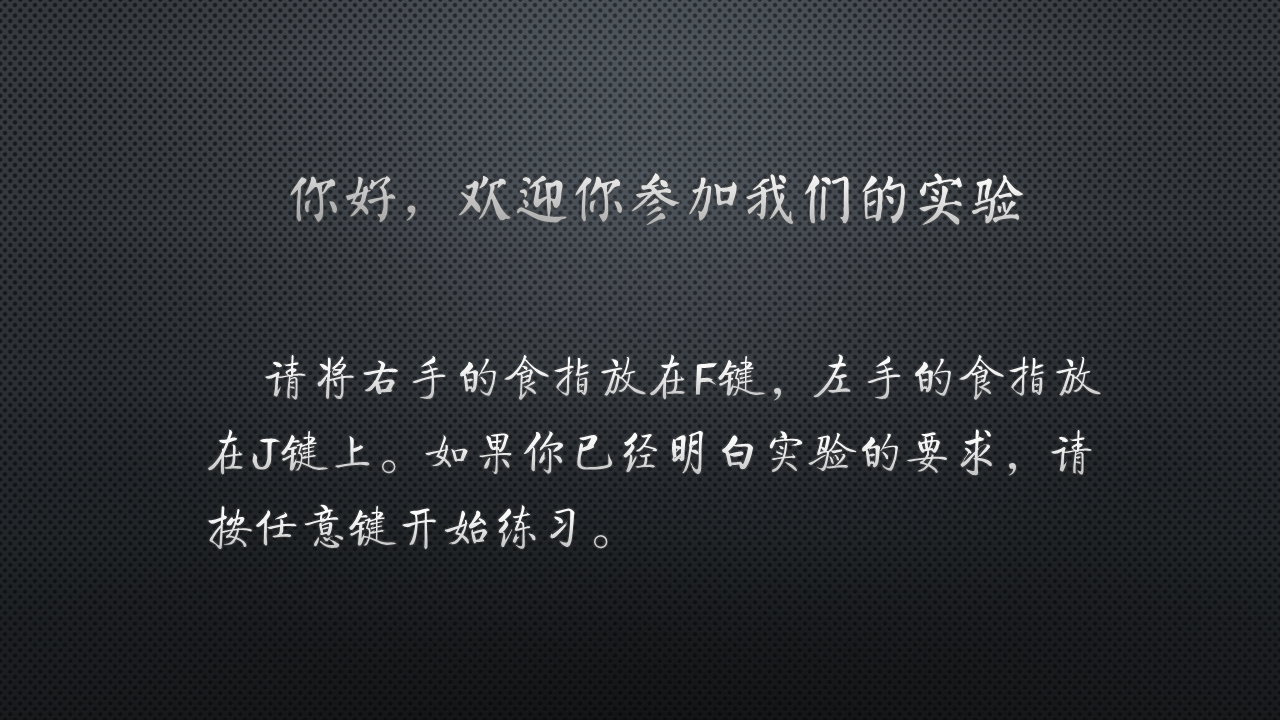 你好，欢迎你参加我们的实验
请将右手的食指放在F键，左手的食指放
在J键上。如果你已经明白实验的要求，请
按任意键开始练习。